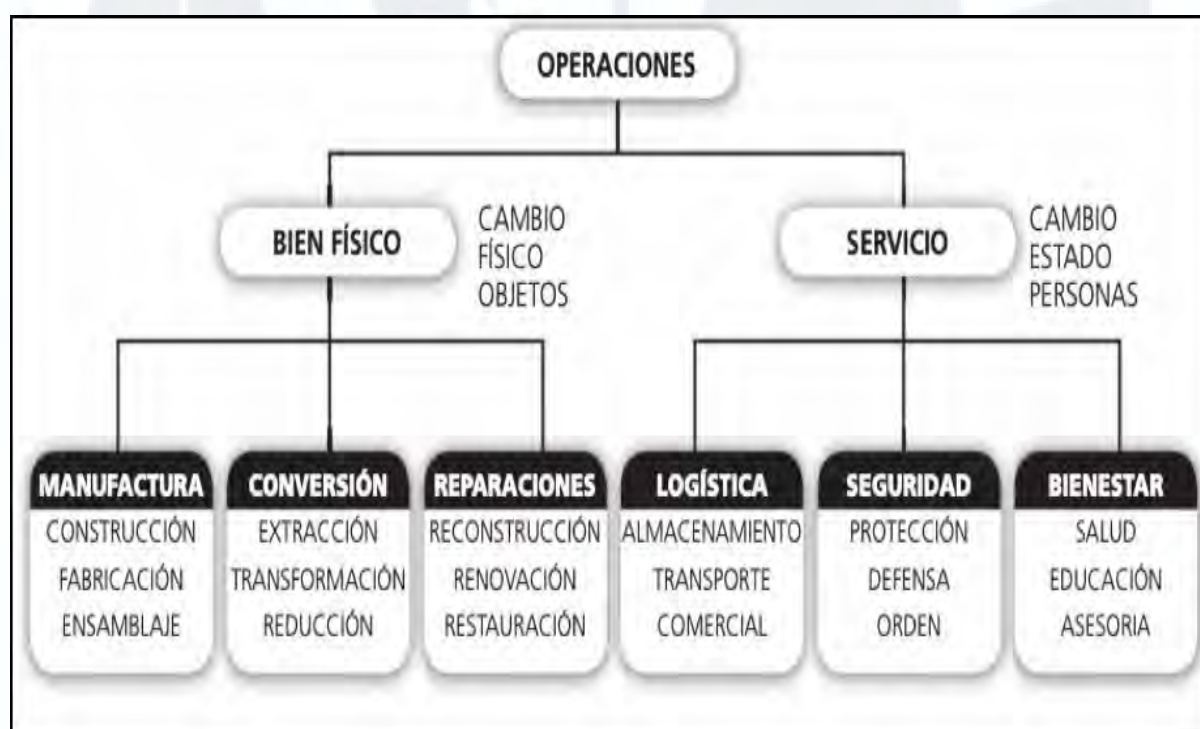 OPERACIONES
BIEN FÍSICO
CAMBIO
FÍSICO
OBJETOS
SERVICIO
CAMBIO
ESTADO
PERSONAS
MANUFACTURA
CONSTRUCCIÓN
FABRICACIÓN
ENSAMBLAJE
CONVERSIÓN
EXTRACCIÓN
TRANSFORMACIÓN
REDUCCIÓN
REPARACIONES
RECONSTRUCCIÓN
RENOVACIÓN
RESTAURACIÓN
LOGÍSTICA
ALMACENAMIENTO
TRANSPORTE
COMERCIAL
SEGURIDAD
PROTECCIÓN
DEFENSA
ORDEN
BIENESTAR
SALUD
EDUCACIÓN
ASESORIA